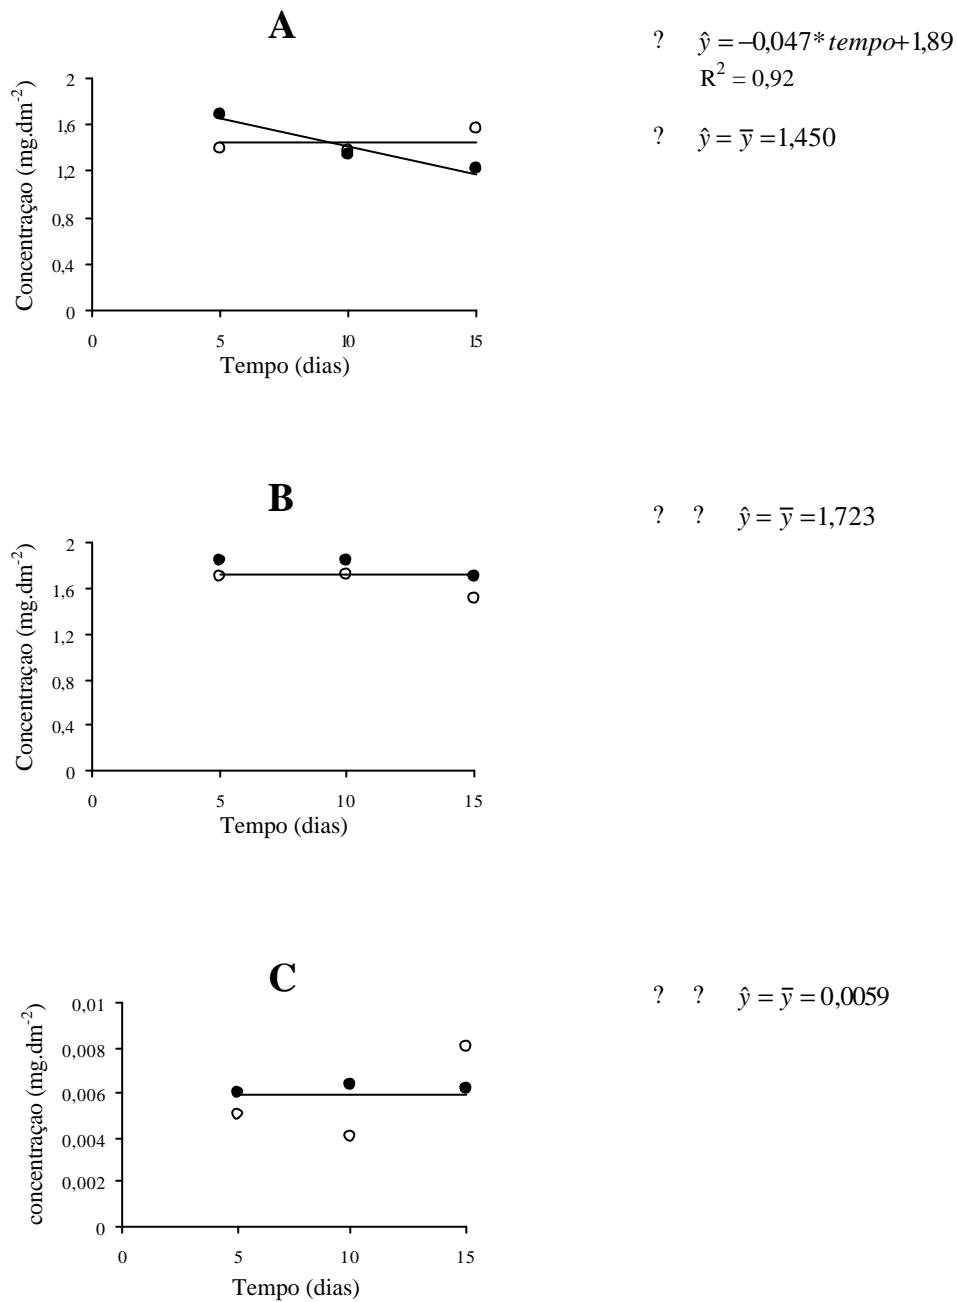 A
? ŷ = −0,047* tempo+1,89
R² = 0,92
? ŷ = y̅ =1,450
Concentraçao (mg.dm⁻²)
2
1,6
1,2
0,8
0,4
0
0 5 10 15
Tempo (dias)
B
? ? ŷ = y̅ =1,723
Concentraçao (mg.dm⁻²)
2
1,6
1,2
0,8
0,4
0
0 5 10 15
Tempo (dias)
C
? ? ŷ = y̅ = 0,0059
concentraçao (mg.dm⁻²)
0,01
0,008
0,006
0,004
0,002
0
0 5 10 15
Tempo (dias)